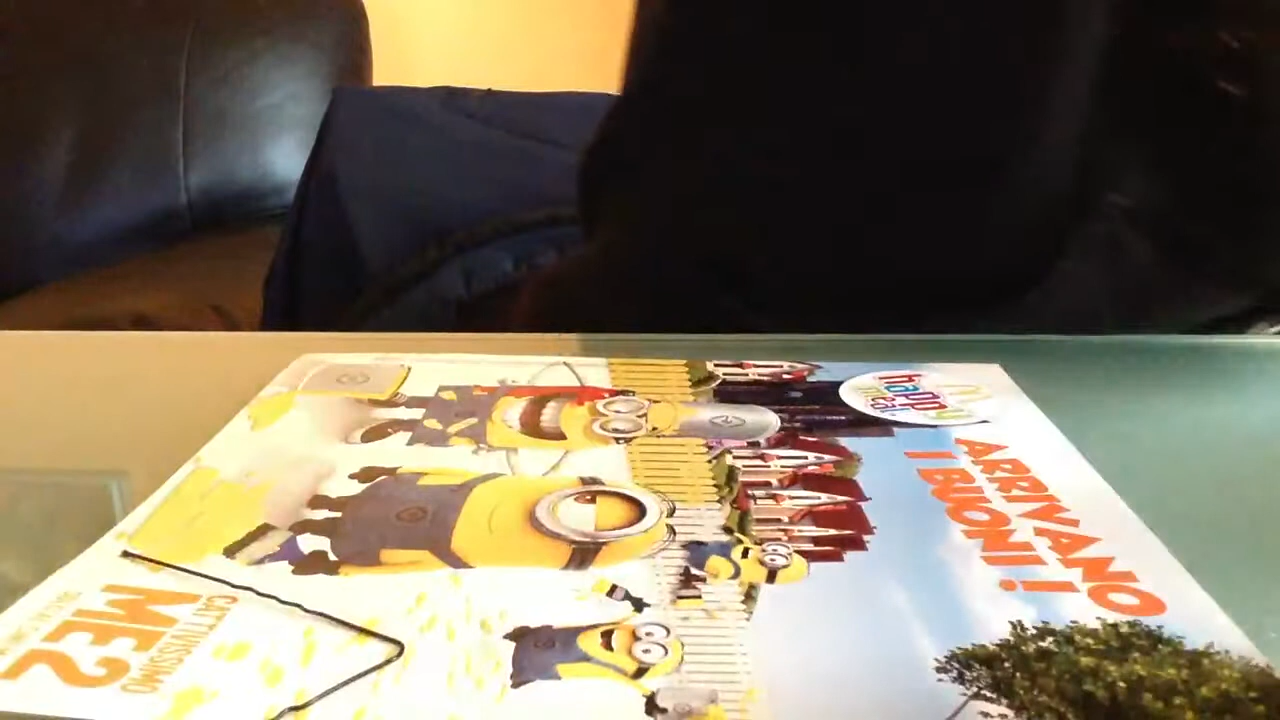 happy
meal
ARRIVANO
I BUONI!
CATTIVISSIMO
ME2